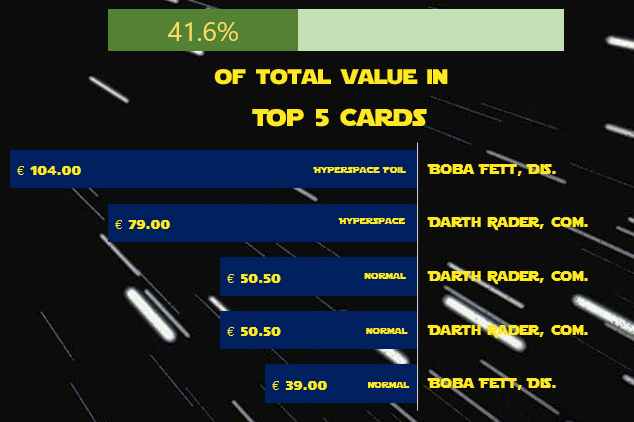 41.6%
OF TOTAL VALUE IN
TOP 5 CARDS
€ 104.00 HYPERSPACE FOIL BOBA FETT, DIS.
€ 79.00 HYPERSPACE DARTH RADER, COM.
€ 50.50 NORMAL DARTH RADER, COM.
€ 50.50 NORMAL DARTH RADER, COM.
€ 39.00 NORMAL BOBA FETT, DIS.